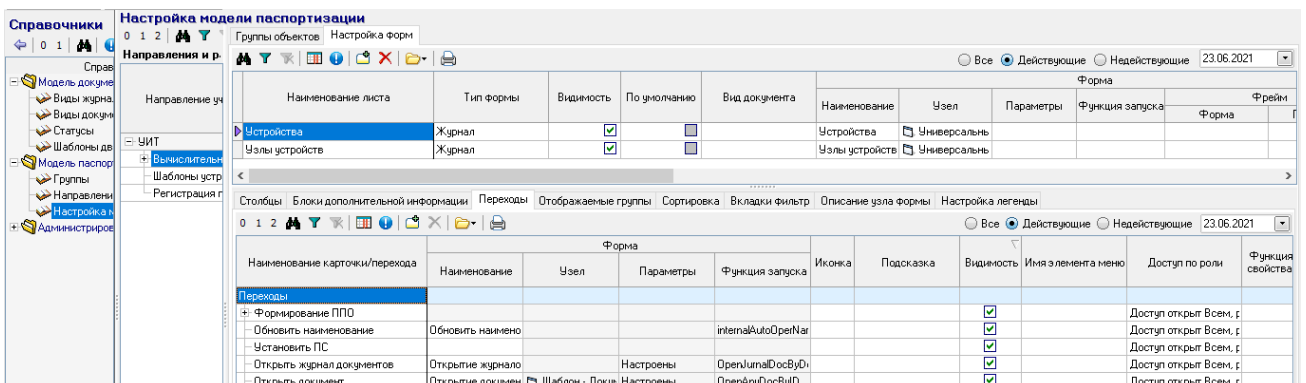 Справочники
0 1
Справ
Модель докуме
Виды журна.
Виды докум
Статусы
Шаблоны дв
Модель паспор
Группы
Направлени
Настройка м
Администриров
Настройка модели паспортизации
0 1 2
Направления и р
Направление уч
УИТ
Вычислительн
Шаблоны устр
Регистрация п
Группы объектов Настройка форм
Все Действующие Недействующие 23.06.2021
Наименование листа Тип формы Видимость По умолчанию Вид документа Форма
Наименование Узел Параметры Функция запуска Фрейм
Форма П
Устройства Журнал Устройства Универсальнь
Узлы устройств Журнал Узлы устройств Универсальнь
Столбцы Блоки дополнительной информации Переходы Отображаемые группы Сортировка Вкладки фильтр Описание узла формы Настройка легенды
0 1 2 Все Действующие Недействующие 23.06.2021
Наименование карточки/перехода Форма Иконка Подсказка Видимость Имя элемента меню Доступ по роли Функция свойства
Наименование Узел Параметры Функция запуска
Переходы
Формирование ППО Доступ открыт Всем, р
Обновить наименование Обновить наимено internalAutoOperNar
Доступ открыт Всем, р
Установить ПС Доступ открыт Всем, р
Открыть журнал документов Открытие журнало Настроены OpenJurnalDocByD Доступ открыт Всем, р
Открыть документ Открытие докумен Шаблон - Докум Настроены OpenAnyDocByID Доступ открыт Всем, р